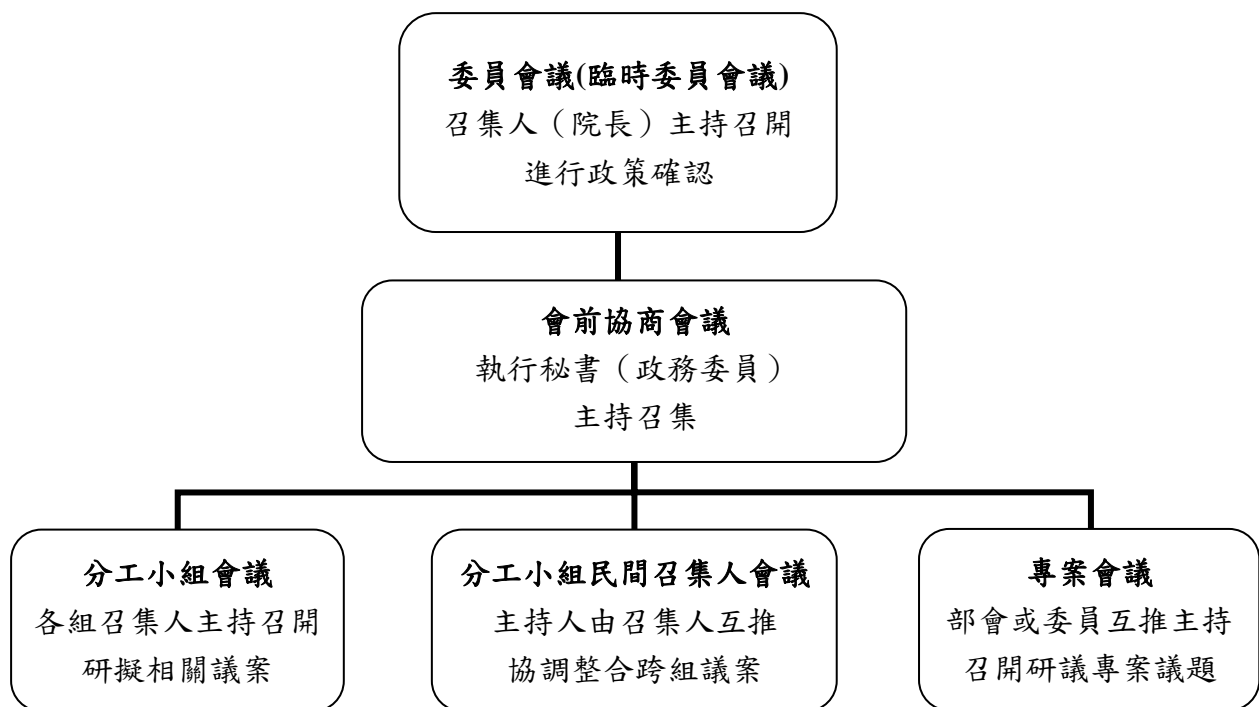 委員會議(臨時委員會議)
召集人（院長）主持召開
進行政策確認
會前協商會議
執行秘書（政務委員）
主持召集
分工小組會議
各組召集人主持召開
研擬相關議案
分工小組民間召集人會議
主持人由召集人互推
協調整合跨組議案
專案會議
部會或委員互推主持
召開研議專案議題